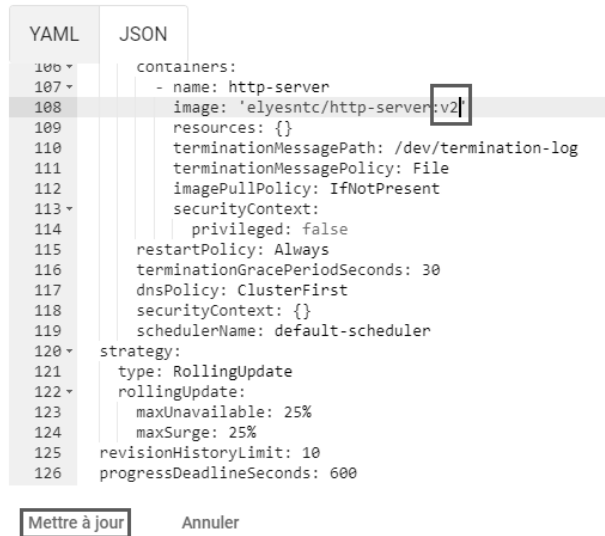 YAML JSON
106 containers:
107 - name: http-server
108 image: 'elyesntc/http-server:v2'
109 resources: {}
110 terminationMessagePath: /dev/termination-log
111 terminationMessagePolicy: File
112 imagePullPolicy: IfNotPresent
113 securityContext:
114 privileged: false
115 restartPolicy: Always
116 terminationGracePeriodSeconds: 30
117 dnsPolicy: ClusterFirst
118 securityContext: {}
119 schedulerName: default-scheduler
120 strategy:
121 type: RollingUpdate
122 rollingUpdate:
123 maxUnavailable: 25%
124 maxSurge: 25%
125 revisionHistoryLimit: 10
126 progressDeadlineSeconds: 600
Mettre à jour Annuler